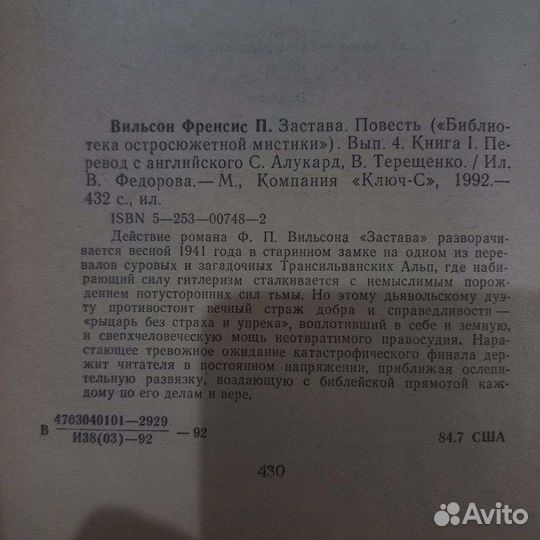 Вильсон Френсис П. Застава. Повесть («Библио-
тека остросюжетной мистики»). Вып. 4. Книга I. Пе-
ревод с английского С. Алукард, В. Терещенко. / Ил.
В. Федорова.— М., Компания «Ключ-С», 1992.—
432 с., ил.
ISBN 5—253—00748—2
Действие романа Ф. П. Вильсона «Застава» разворачи-
вается весной 1941 года в старинном замке на одном из пере-
валов суровых и загадочных Трансильванских Альп, где наби-
рающий силу гитлеризм сталкивается с немыслимым порож-
дением потусторонних сил тьмы. Но этому дьявольскому дуэ-
ту противостоит вечный страж добра и справедливости —
«рыцарь без страха и упрека», воплотивший в себе и земную,
и сверхчеловеческую мощь неотвратимого правосудия. Нара-
стающее тревожное ожидание катастрофического финала дер-
жит читателя в постоянном напряжении, приближая ослепи-
тельную развязку, воздающую с библейской прямотой каж-
дому по его делам и вере.
В 4703040101—2929
И38(03)—92 —92
84.7 США
430
Avito